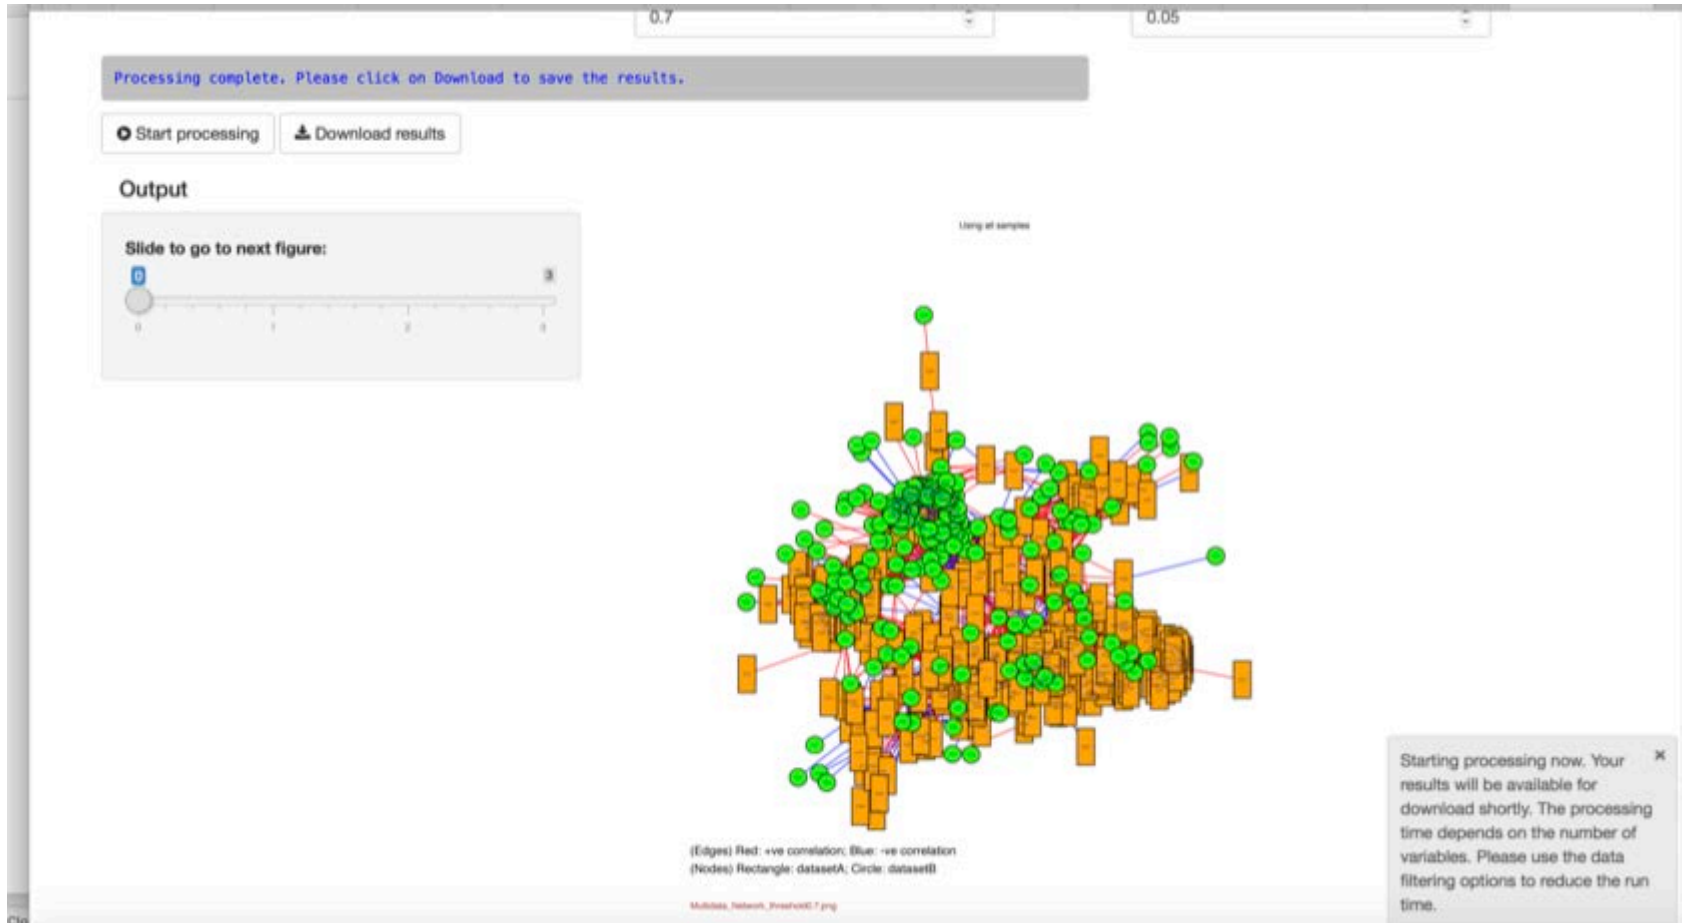 0.7
0.05
Processing complete. Please click on Download to save the results.
Start processing
Download results
Output
Slide to go to next figure:
0
3
0
1
2
3
Using all samples
(Edges) Red: +ve correlation; Blue: -ve correlation
(Nodes) Rectangle: datasetA; Circle: datasetB
Multidata_Network_threshold0.7.png
Starting processing now. Your
results will be available for
download shortly. The processing
time depends on the number of
variables. Please use the data
filtering options to reduce the run
time.
Cle